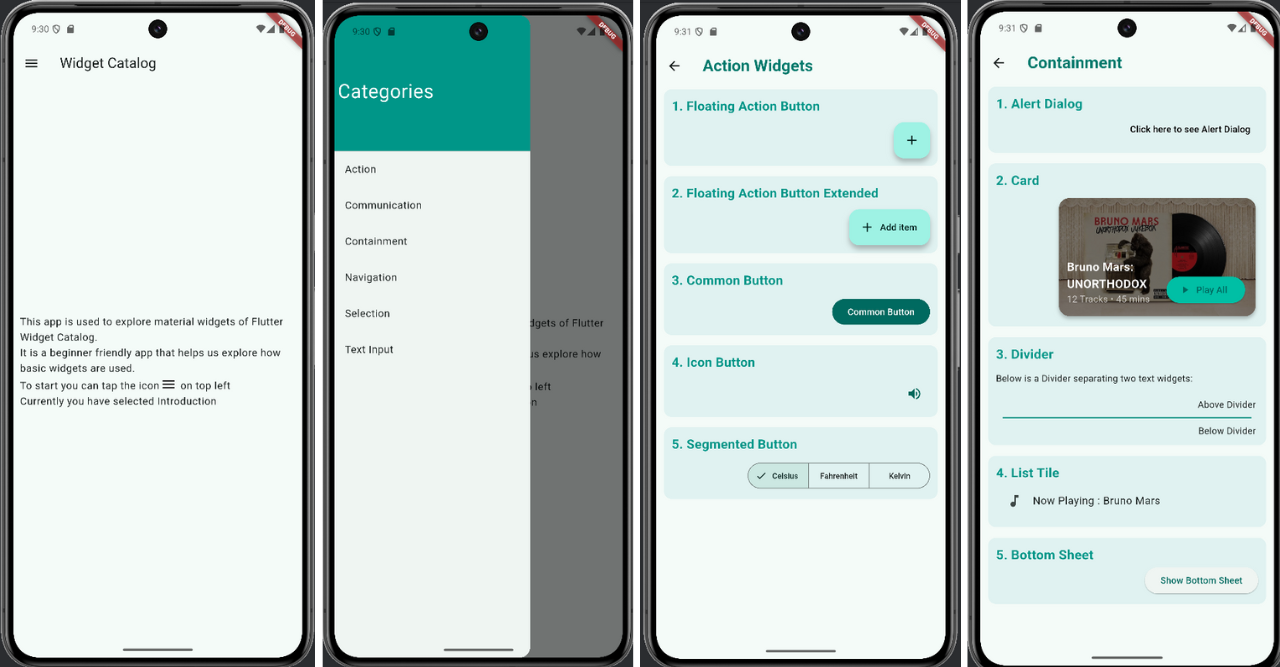 9:30
DEBUG
Widget Catalog
This app is used to explore material widgets of Flutter
Widget Catalog.
It is a beginner friendly app that helps us explore how
basic widgets are used.
To start you can tap the icon on top left
Currently you have selected Introduction
9:30
DEBUG
Categories
Action
Communication
Containment
Navigation
Selection
Text Input
dgets of Flutter
us explore how
left
n
9:31
DEBUG
Action Widgets
1. Floating Action Button
2. Floating Action Button Extended
+ Add item
3. Common Button
Common Button
4. Icon Button
5. Segmented Button
Celsius
Fahrenheit
Kelvin
9:31
DEBUG
Containment
1. Alert Dialog
Click here to see Alert Dialog
2. Card
BRUNO MARS
UNORTHODOX JUKEBOX
Bruno Mars:
UNORTHODOX
12 Tracks • 45 mins
Play All
3. Divider
Below is a Divider separating two text widgets:
Above Divider
Below Divider
4. List Tile
Now Playing : Bruno Mars
5. Bottom Sheet
Show Bottom Sheet